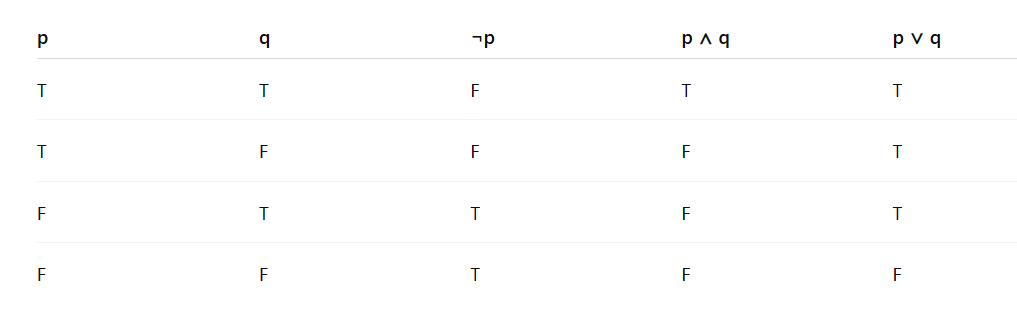 p q ¬p p ∧ q p ∨ q
T T F T T
T F F F T
F T T F T
F F T F F